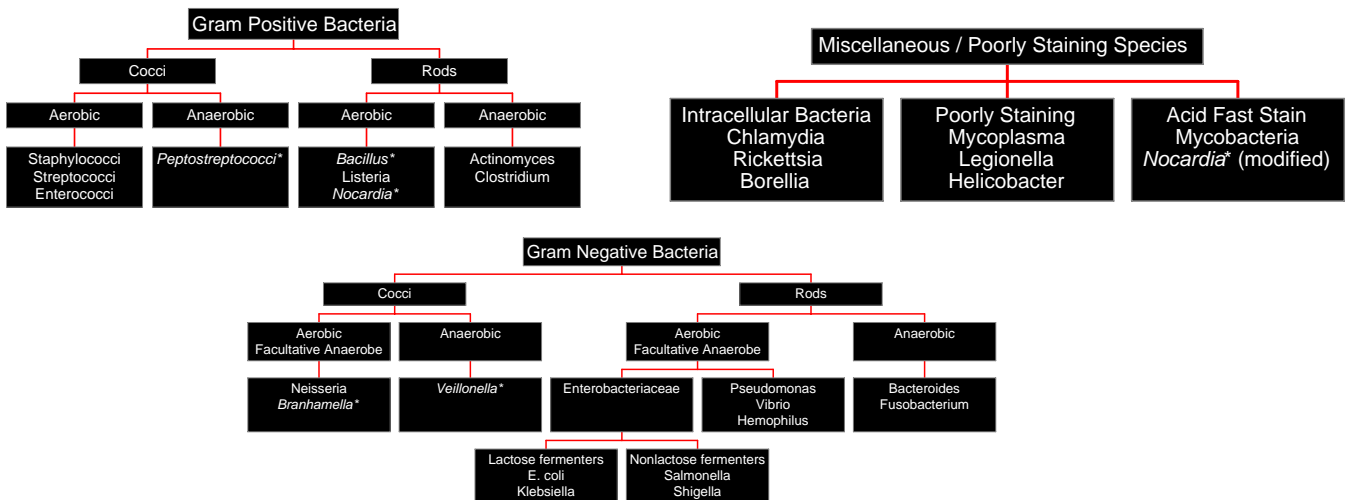 Gram Positive Bacteria
Cocci
Rods
Aerobic
Anaerobic
Aerobic
Anaerobic
Staphylococci
Streptococci
Enterococci
Peptostreptococci*
Bacillus*
Listeria
Nocardia*
Actinomyces
Clostridium
Miscellaneous / Poorly Staining Species
Intracellular Bacteria
Chlamydia
Rickettsia
Borellia
Poorly Staining
Mycoplasma
Legionella
Helicobacter
Acid Fast Stain
Mycobacteria
Nocardia* (modified)
Gram Negative Bacteria
Cocci
Rods
Aerobic
Facultative Anaerobe
Anaerobic
Aerobic
Facultative Anaerobe
Anaerobic
Neisseria
Branhamella*
Veillonella*
Enterobacteriaceae
Pseudomonas
Vibrio
Hemophilus
Bacteroides
Fusobacterium
Lactose fermenters
E. coli
Klebsiella
Nonlactose fermenters
Salmonella
Shigella